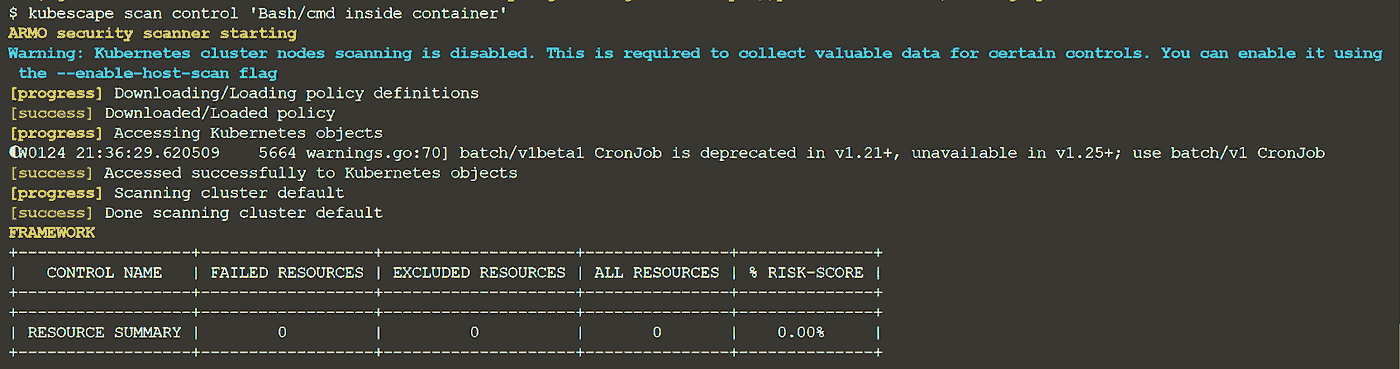 $ kubescape scan control 'Bash/cmd inside container'
ARMO security scanner starting
Warning: Kubernetes cluster nodes scanning is disabled. This is required to collect valuable data for certain controls. You can enable it using
 the --enable-host-scan flag
[progress] Downloading/Loading policy definitions
[success] Downloaded/Loaded policy
[progress] Accessing Kubernetes objects
W0124 21:36:29.620509    5664 warnings.go:70] batch/v1beta1 CronJob is deprecated in v1.21+, unavailable in v1.25+; use batch/v1 CronJob
[success] Accessed successfully to Kubernetes objects
[progress] Scanning cluster default
[success] Done scanning cluster default
FRAMEWORK
+------------------+------------------+--------------------+---------------+--------------+
|   CONTROL NAME   | FAILED RESOURCES | EXCLUDED RESOURCES | ALL RESOURCES | % RISK-SCORE |
+------------------+------------------+--------------------+---------------+--------------+
+------------------+------------------+--------------------+---------------+--------------+
| RESOURCE SUMMARY |        0         |         0          |       0       |    0.00%     |
+------------------+------------------+--------------------+---------------+--------------+